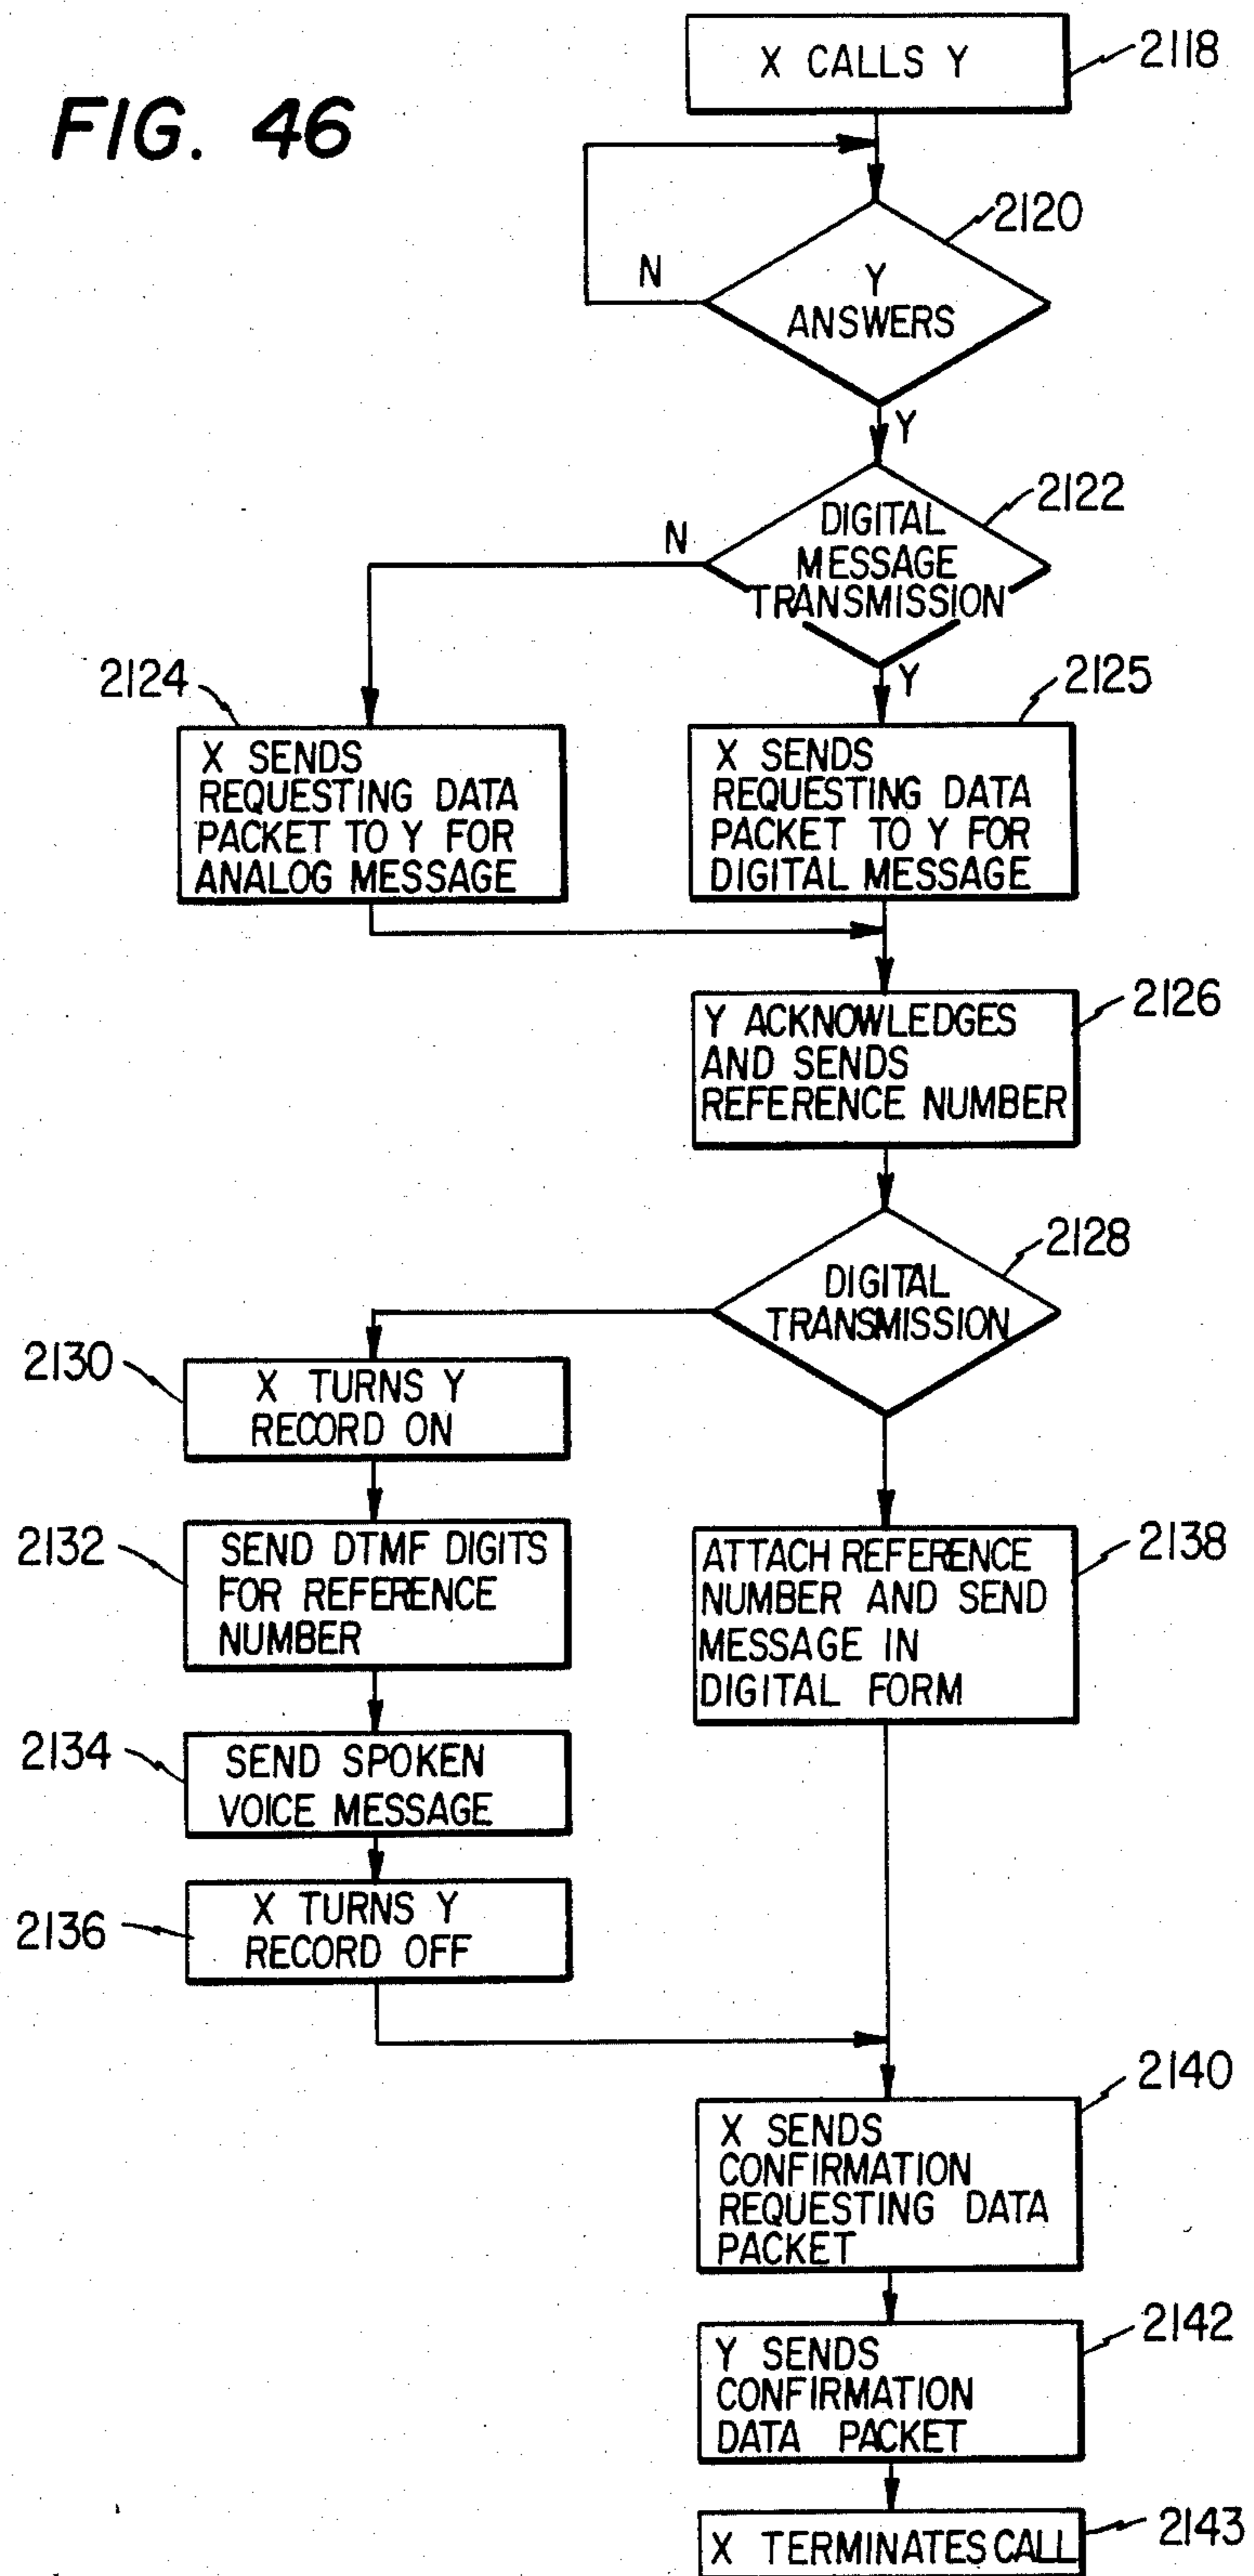 FIG. 46
X CALLS Y
2118
2120
N
Y
ANSWERS
Y
2122
N
DIGITAL
MESSAGE
TRANSMISSION
Y
2124
2125
X SENDS
REQUESTING DATA
PACKET TO Y FOR
ANALOG MESSAGE
X SENDS
REQUESTING DATA
PACKET TO Y FOR
DIGITAL MESSAGE
2126
Y ACKNOWLEDGES
AND SENDS
REFERENCE NUMBER
2128
DIGITAL
TRANSMISSION
2130
X TURNS Y
RECORD ON
2132
SEND DTMF DIGITS
FOR REFERENCE
NUMBER
2138
ATTACH REFERENCE
NUMBER AND SEND
MESSAGE IN
DIGITAL FORM
2134
SEND SPOKEN
VOICE MESSAGE
2136
X TURNS Y
RECORD OFF
2140
X SENDS
CONFIRMATION
REQUESTING DATA
PACKET
2142
Y SENDS
CONFIRMATION
DATA PACKET
2143
X TERMINATES CALL